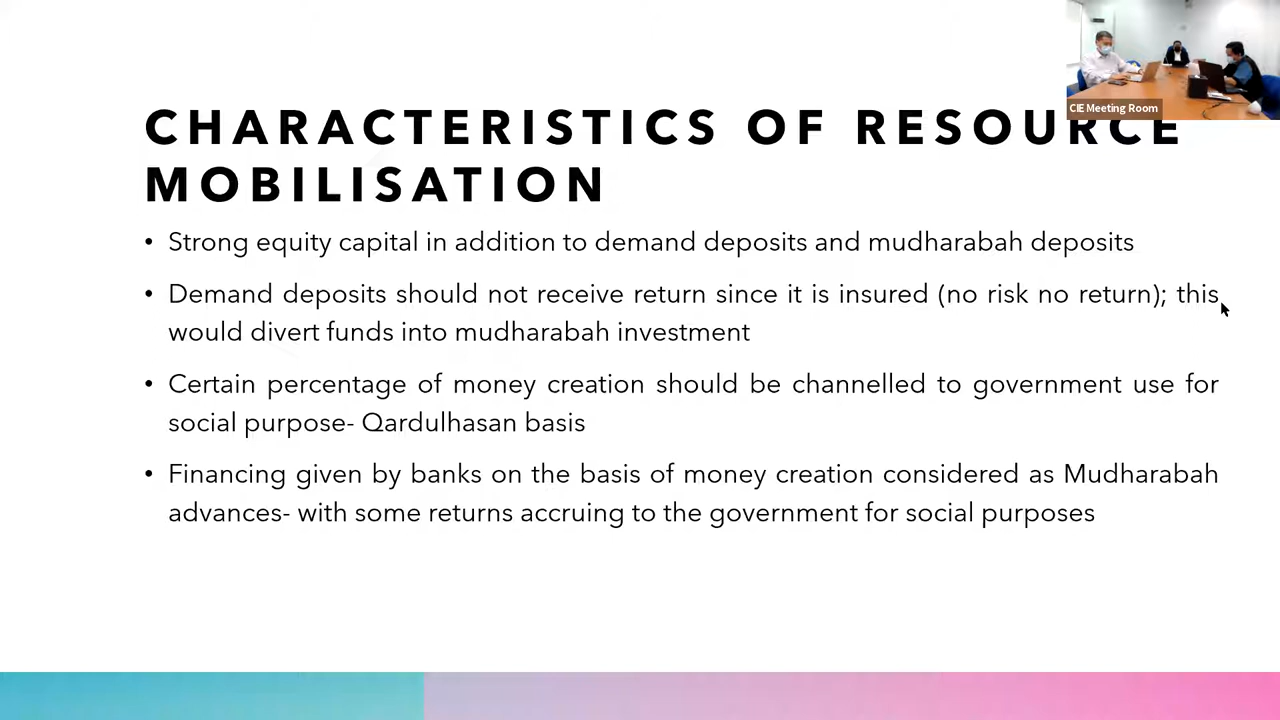 CIE Meeting Room
CHARACTERISTICS OF RESOURCE
MOBILISATION
• Strong equity capital in addition to demand deposits and mudharabah deposits
• Demand deposits should not receive return since it is insured (no risk no return); this
would divert funds into mudharabah investment
• Certain percentage of money creation should be channelled to government use for
social purpose- Qardulhasan basis
• Financing given by banks on the basis of money creation considered as Mudharabah
advances- with some returns accruing to the government for social purposes